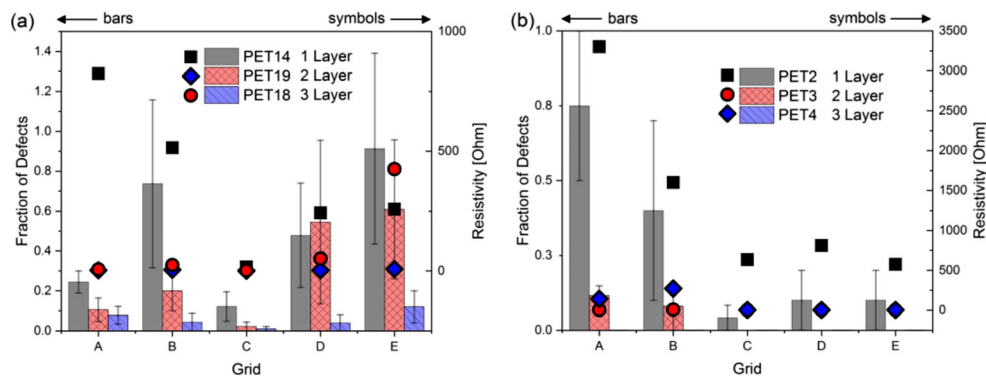 (a)
bars
symbols
PET14 1 Layer
PET19 2 Layer
PET18 3 Layer
1.4
1.2
1.0
0.8
0.6
0.4
0.2
0.0
Fraction of Defects
1000
500
0
Resistivity [Ohm]
A B C D E
Grid
(b)
bars
symbols
PET2 1 Layer
PET3 2 Layer
PET4 3 Layer
1.0
0.8
0.5
0.3
0.0
Fraction of Defects
3500
3000
2500
2000
1500
1000
500
0
Resistivity [Ohm]
A B C D E
Grid